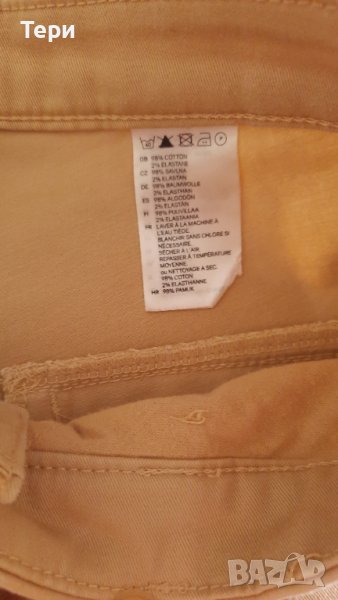 Тери
GB 98% COTTON
2% ELASTANE
CZ 98% BAVLNA
2% ELASTAN
DE 98% BAUMWOLLE
2% ELASTHAN
ES 98% ALGODÓN
2% ELASTÁN
FI 98% PUUVILLAA
2% ELASTAANIA
FR LAVER À LA MACHINE À
L'EAU TIÈDE.
BLANCHIR SANS CHLORE SI
NÉCESSAIRE.
SÉCHER À L'AIR.
REPASSER À TEMPÉRATURE
MOYENNE.
OU NETTOYAGE A SEC.
98% COTON
2% ELASTHANNE
HR 98% PAMUK
BAZAR